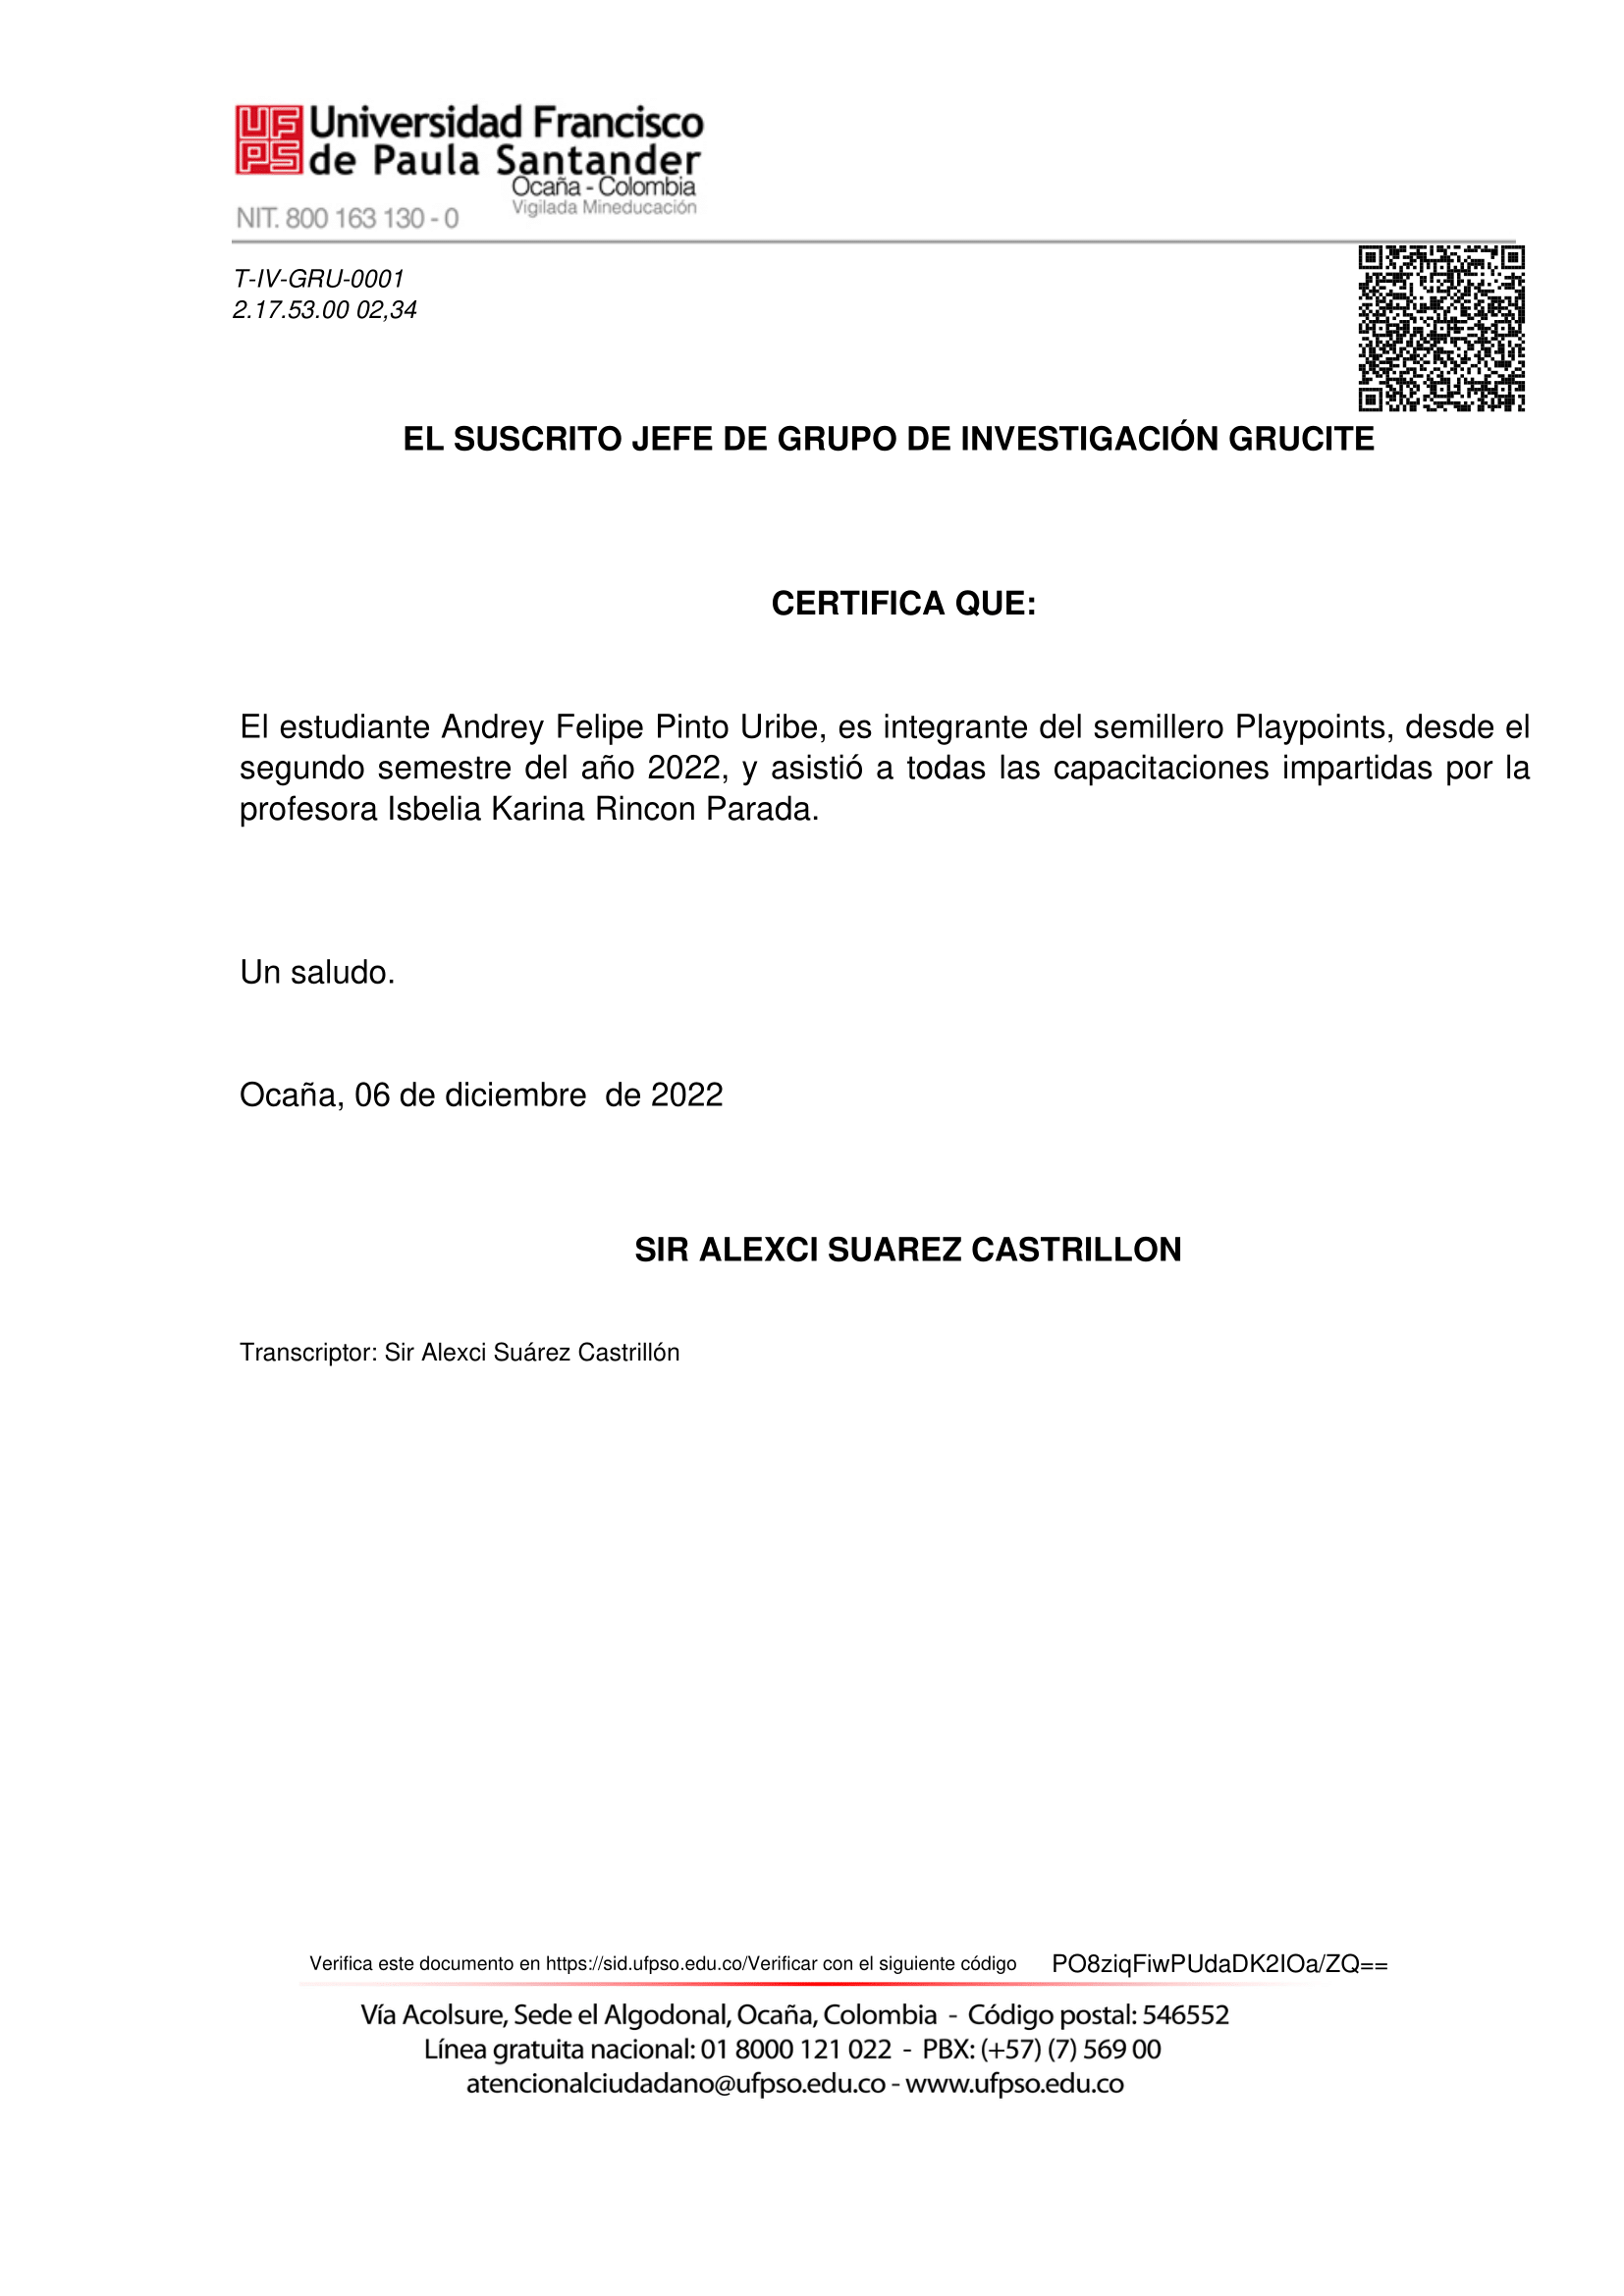 UFPS Universidad Francisco
de Paula Santander
Ocaña - Colombia
Vigilada Mineducación
NIT. 800 163 130 - 0
T-IV-GRU-0001
2.17.53.00 02,34
EL SUSCRITO JEFE DE GRUPO DE INVESTIGACIÓN GRUCITE
CERTIFICA QUE:
El estudiante Andrey Felipe Pinto Uribe, es integrante del semillero Playpoints, desde el
segundo semestre del año 2022, y asistió a todas las capacitaciones impartidas por la
profesora Isbelia Karina Rincon Parada.
Un saludo.
Ocaña, 06 de diciembre  de 2022
SIR ALEXCI SUAREZ CASTRILLON
Transcriptor: Sir Alexci Suárez Castrillón
Verifica este documento en https://sid.ufpso.edu.co/Verificar con el siguiente código PO8ziqFiwPUdaDK2IOa/ZQ==
Vía Acolsure, Sede el Algodonal, Ocaña, Colombia - Código postal: 546552
Línea gratuita nacional: 01 8000 121 022 - PBX: (+57) (7) 569 00
atencionalciudadano@ufpso.edu.co - www.ufpso.edu.co